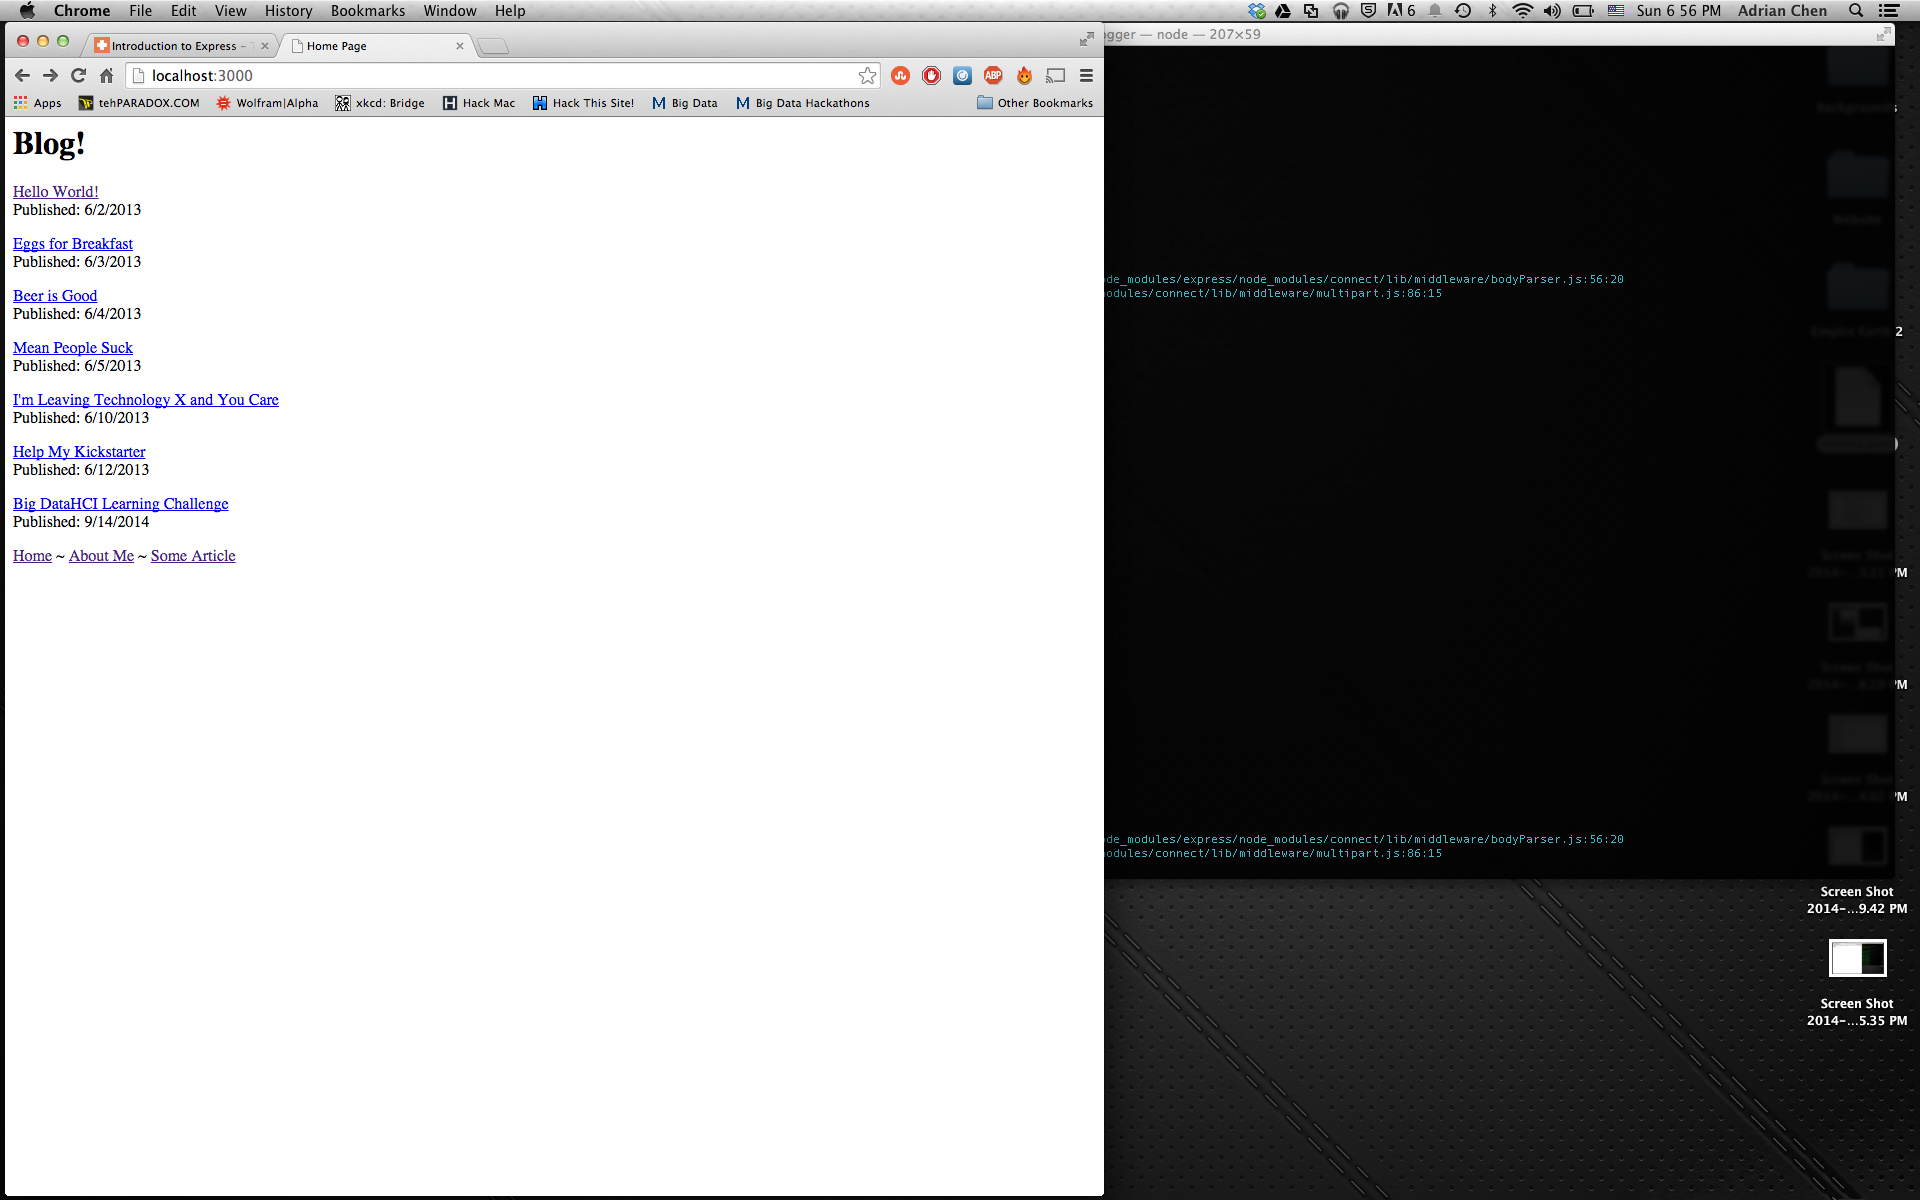 Chrome File Edit View History Bookmarks Window Help
6 Sun 6 56 PM Adrian Chen
Introduction to Express –
Home Page
localhost:3000
ABP
Apps tehPARADOX.COM Wolfram|Alpha xkcd: Bridge Hack Mac Hack This Site! Big Data Big Data Hackathons Other Bookmarks
Blog!
Hello World!
Published: 6/2/2013
Eggs for Breakfast
Published: 6/3/2013
Beer is Good
Published: 6/4/2013
Mean People Suck
Published: 6/5/2013
I'm Leaving Technology X and You Care
Published: 6/10/2013
Help My Kickstarter
Published: 6/12/2013
Big DataHCI Learning Challenge
Published: 9/14/2014
Home ~ About Me ~ Some Article
ogger — node — 207×59
de_modules/express/node_modules/connect/lib/middleware/bodyParser.js:56:20
odules/connect/lib/middleware/multipart.js:86:15
de_modules/express/node_modules/connect/lib/middleware/bodyParser.js:56:20
odules/connect/lib/middleware/multipart.js:86:15
Website
2
PM
PM
PM
Screen Shot
2014-...9.42 PM
Screen Shot
2014-...5.35 PM